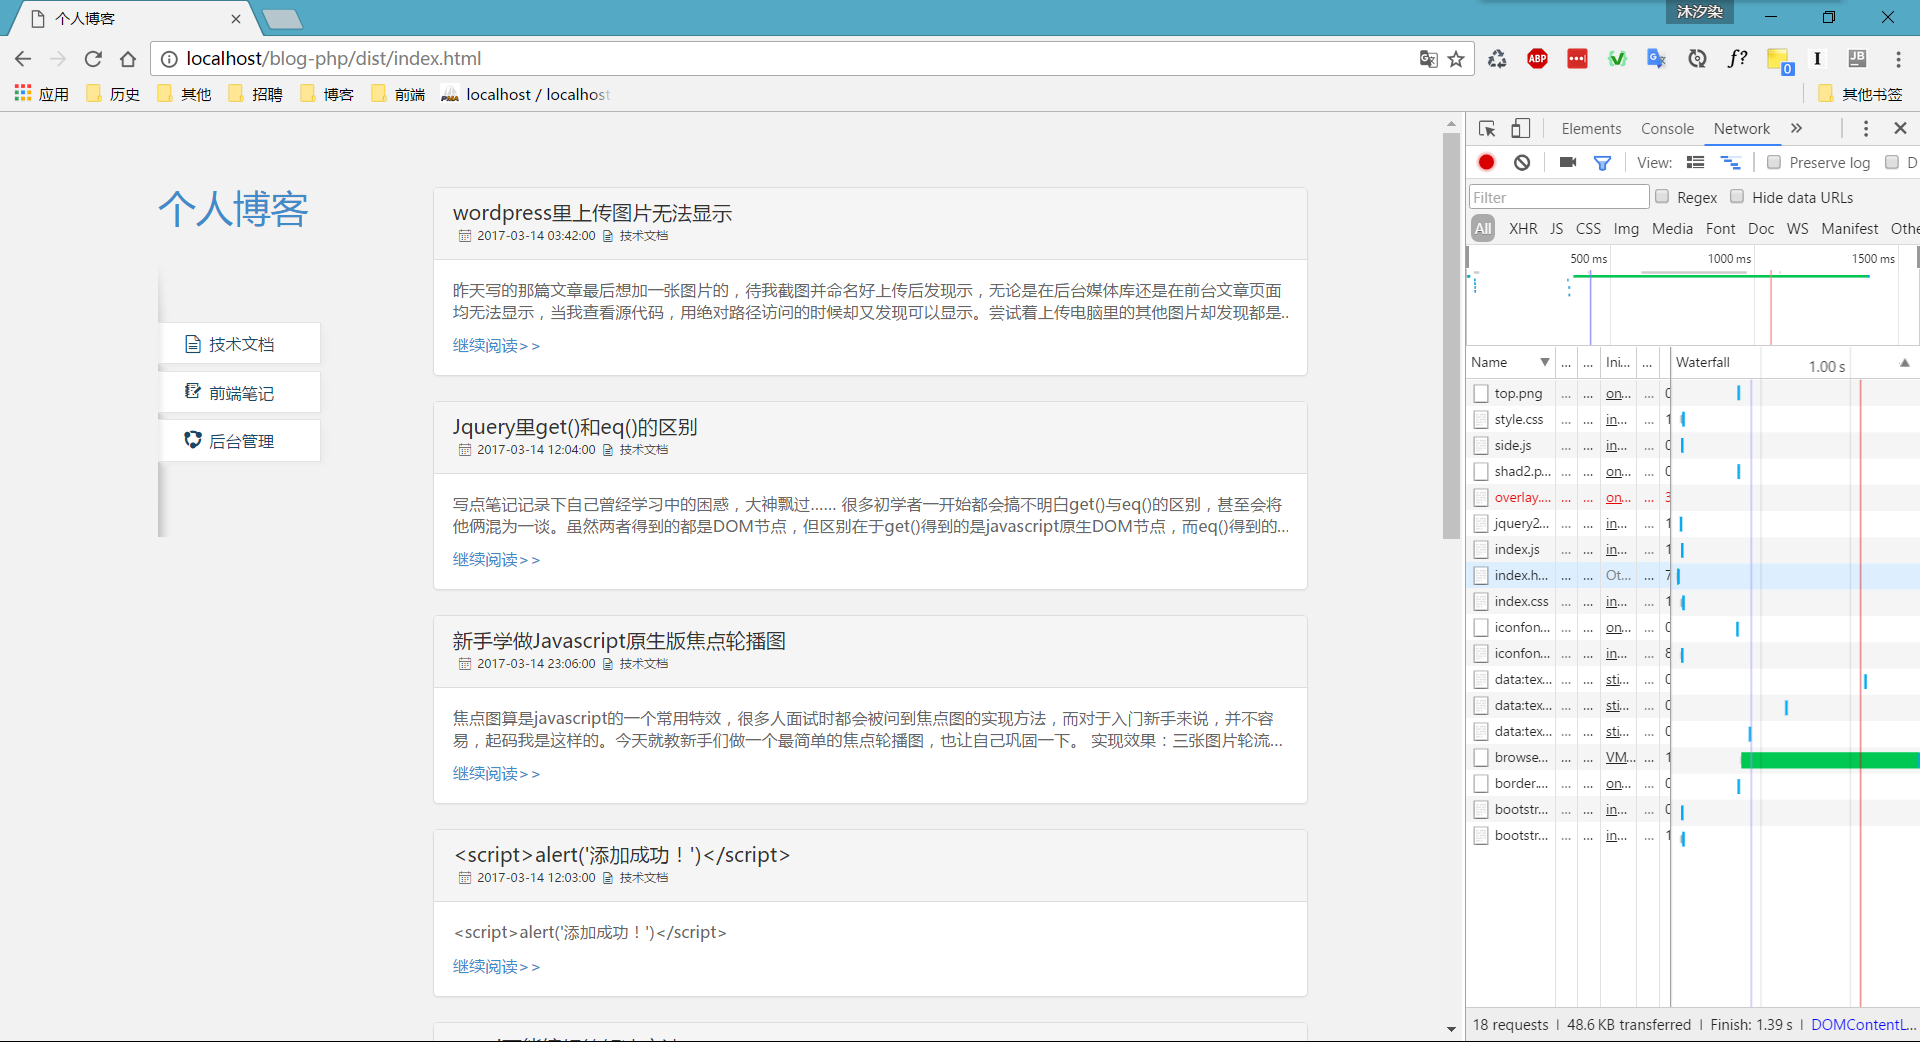 个人博客
沐汐染
localhost/blog-php/dist/index.html
ABP
f?
0
I
JB
应用
历史
其他
招聘
博客
前端
PMA
localhost / localhost
其他书签
个人博客
技术文档
前端笔记
后台管理
wordpress里上传图片无法显示
2017-03-14 03:42:00 技术文档
昨天写的那篇文章最后想加一张图片的，待我截图并命名好上传后发现示，无论是在后台媒体库还是在前台文章页面
均无法显示，当我查看源代码，用绝对路径访问的时候却又发现可以显示。尝试着上传电脑里的其他图片却发现都是..
继续阅读>>
Jquery里get()和eq()的区别
2017-03-14 12:04:00 技术文档
写点笔记记录下自己曾经学习中的困惑，大神飘过...... 很多初学者一开始都会搞不明白get()与eq()的区别，甚至会将
他俩混为一谈。虽然两者得到的都是DOM节点，但区别在于get()得到的是javascript原生DOM节点，而eq()得到的...
继续阅读>>
新手学做Javascript原生版焦点轮播图
2017-03-14 23:06:00 技术文档
焦点图算是javascript的一个常用特效，很多人面试时都会被问到焦点图的实现方法，而对于入门新手来说，并不容
易，起码我是这样的。今天就教新手们做一个最简单的焦点轮播图，也让自己巩固一下。 实现效果：三张图片轮流...
继续阅读>>
<script>alert('添加成功！')</script>
2017-03-14 12:03:00 技术文档
<script>alert('添加成功！')</script>
继续阅读>>
Elements Console Network »
View: Preserve log D
Filter Regex Hide data URLs
All XHR JS CSS Img Media Font Doc WS Manifest Othe
500 ms 1000 ms 1500 ms
Name ... ... Ini... ... Waterfall 1.00 s
top.png ... ... on... ... 0
style.css ... ... in... ... 1
side.js ... ... in... ... 0
shad2.p... ... ... on... ... 0
overlay.... ... ... on... ... 3
jquery2... ... ... in... ... 1
index.js ... ... in... ... 1
index.h... ... ... Ot... ... 7
index.css ... ... in... ... 1
iconfon... ... ... on... ... 0
iconfon... ... ... in... ... 8
data:tex... ... ... sti... ... 0
data:tex... ... ... sti... ... 0
data:tex... ... ... sti... ... 0
browse... ... ... VM... ... 1
border.... ... ... on... ... 0
bootstr... ... ... in... ... 0
bootstr... ... ... in... ... 1
18 requests | 48.6 KB transferred | Finish: 1.39 s | DOMContentL...